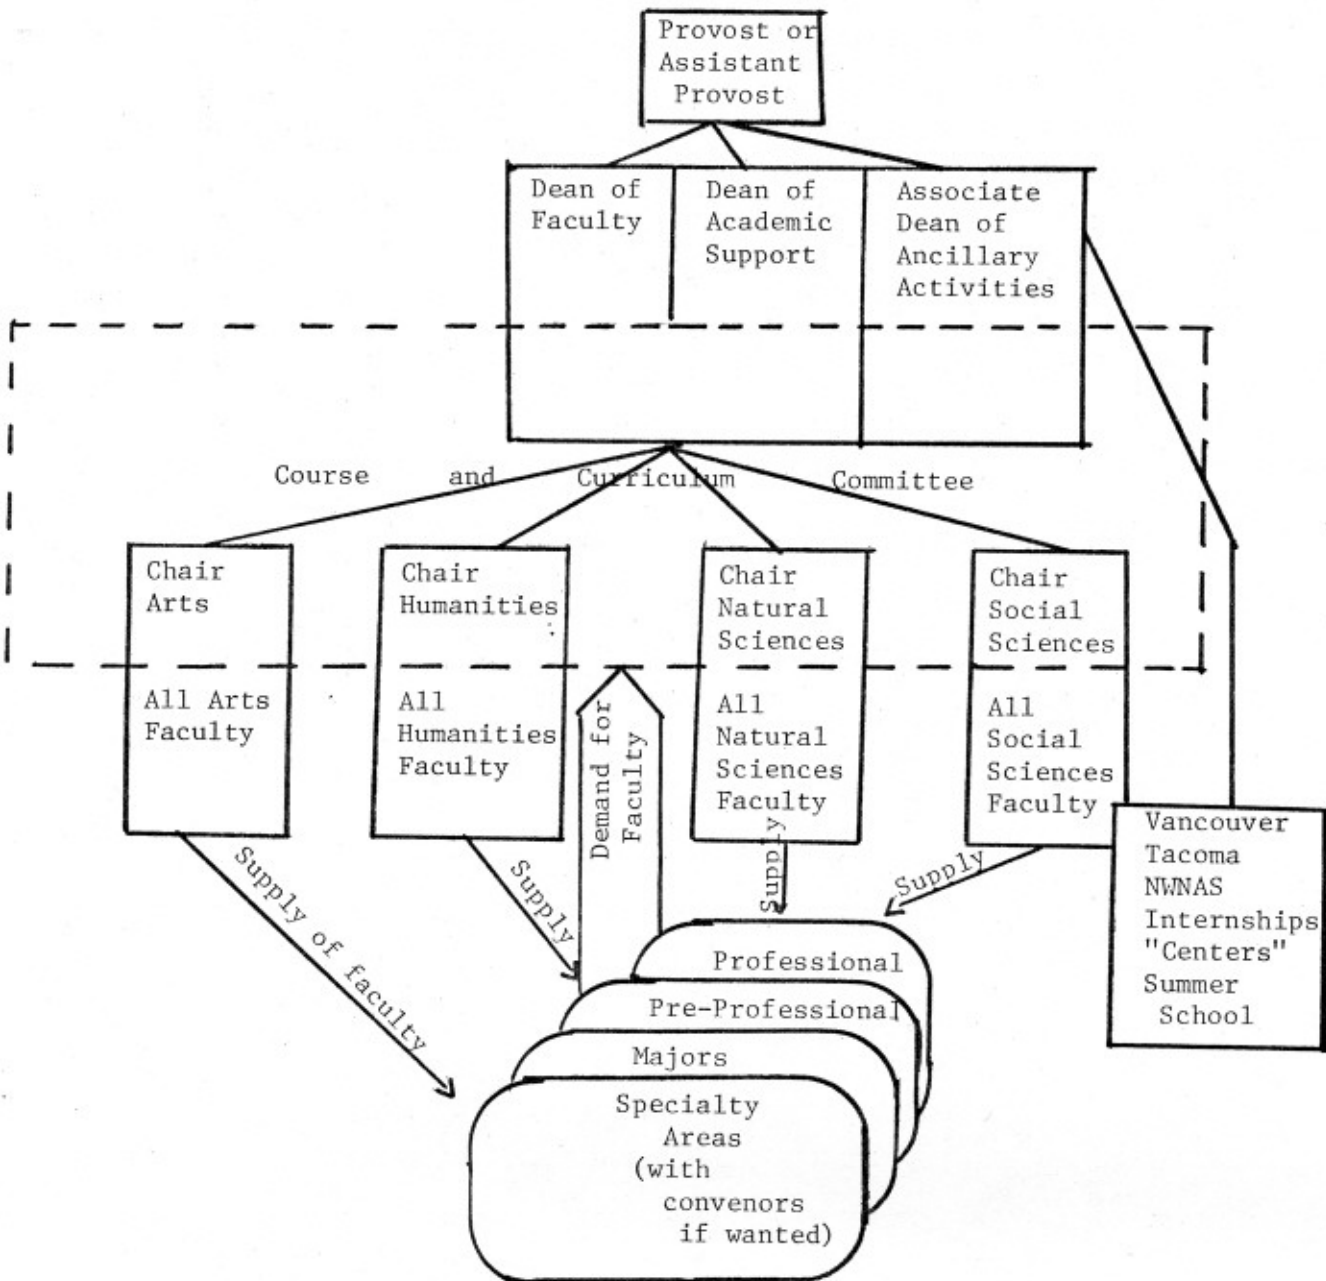 Provost or
Assistant
Provost
Dean of
Faculty
Dean of
Academic
Support
Associate
Dean of
Ancillary
Activities
Course and Curriculum Committee
Chair
Arts
All Arts
Faculty
Chair
Humanities
All
Humanities
Faculty
Chair
Natural
Sciences
All
Natural
Sciences
Faculty
Chair
Social
Sciences
All
Social
Sciences
Faculty
Demand for
Faculty
Supply of faculty
Supply
Supply
Supply
Vancouver
Tacoma
NWNAS
Internships
"Centers"
Summer
School
Professional
Pre-Professional
Majors
Specialty
Areas
(with
convenors
if wanted)